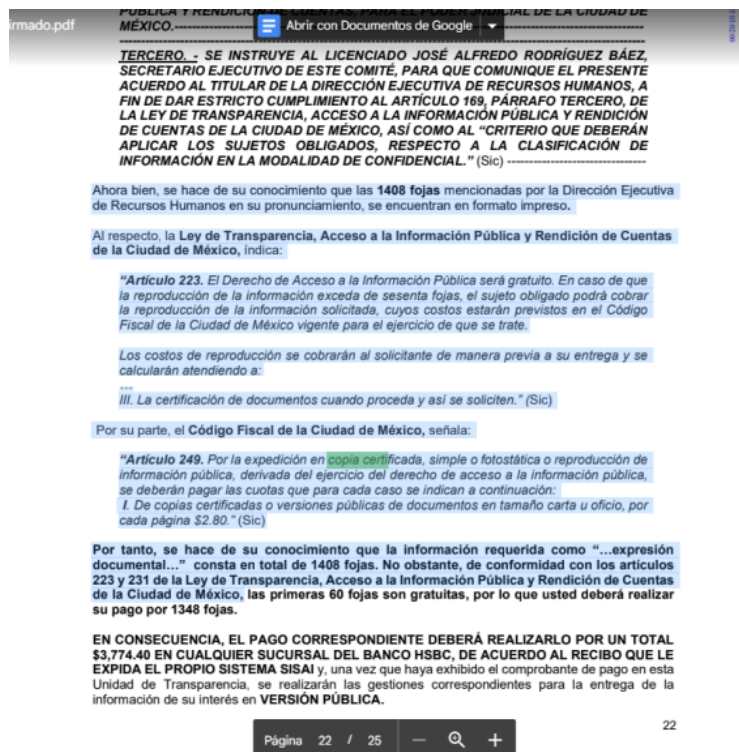 PÚBLICA Y RENDICIÓN DE CUENTAS, PARA EL PODER JUDICIAL DE LA CIUDAD DE
irmado.pdf
MÉXICO.
Abrir con Documentos de Google
TERCERO. - SE INSTRUYE AL LICENCIADO JOSÉ ALFREDO RODRÍGUEZ BÁEZ,
SECRETARIO EJECUTIVO DE ESTE COMITÉ, PARA QUE COMUNIQUE EL PRESENTE
ACUERDO AL TITULAR DE LA DIRECCIÓN EJECUTIVA DE RECURSOS HUMANOS, A
FIN DE DAR ESTRICTO CUMPLIMIENTO AL ARTÍCULO 169, PÁRRAFO TERCERO, DE
LA LEY DE TRANSPARENCIA, ACCESO A LA INFORMACIÓN PÚBLICA Y RENDICIÓN
DE CUENTAS DE LA CIUDAD DE MÉXICO, ASÍ COMO AL “CRITERIO QUE DEBERÁN
APLICAR LOS SUJETOS OBLIGADOS, RESPECTO A LA CLASIFICACIÓN DE
INFORMACIÓN EN LA MODALIDAD DE CONFIDENCIAL.” (Sic) ---------------------------------
Ahora bien, se hace de su conocimiento que las 1408 fojas mencionadas por la Dirección Ejecutiva
de Recursos Humanos en su pronunciamiento, se encuentran en formato impreso.
Al respecto, la Ley de Transparencia, Acceso a la Información Pública y Rendición de Cuentas
de la Ciudad de México, indica:
“Artículo 223. El Derecho de Acceso a la Información Pública será gratuito. En caso de que
la reproducción de la información exceda de sesenta fojas, el sujeto obligado podrá cobrar
la reproducción de la información solicitada, cuyos costos estarán previstos en el Código
Fiscal de la Ciudad de México vigente para el ejercicio de que se trate.
Los costos de reproducción se cobrarán al solicitante de manera previa a su entrega y se
calcularán atendiendo a:
...
III. La certificación de documentos cuando proceda y así se soliciten.” (Sic)
Por su parte, el Código Fiscal de la Ciudad de México, señala:
“Artículo 249. Por la expedición en copia certificada, simple o fotostática o reproducción de
información pública, derivada del ejercicio del derecho de acceso a la información pública,
se deberán pagar las cuotas que para cada caso se indican a continuación:
I. De copias certificadas o versiones públicas de documentos en tamaño carta u oficio, por
cada página $2.80.” (Sic)
Por tanto, se hace de su conocimiento que la información requerida como “...expresión
documental...” consta en total de 1408 fojas. No obstante, de conformidad con los artículos
223 y 231 de la Ley de Transparencia, Acceso a la Información Pública y Rendición de Cuentas
de la Ciudad de México, las primeras 60 fojas son gratuitas, por lo que usted deberá realizar
su pago por 1348 fojas.
EN CONSECUENCIA, EL PAGO CORRESPONDIENTE DEBERÁ REALIZARLO POR UN TOTAL
$3,774.40 EN CUALQUIER SUCURSAL DEL BANCO HSBC, DE ACUERDO AL RECIBO QUE LE
EXPIDA EL PROPIO SISTEMA SISAI y, una vez que haya exhibido el comprobante de pago en esta
Unidad de Transparencia, se realizarán las gestiones correspondientes para la entrega de la
información de su interés en VERSIÓN PÚBLICA.
22
Página 22 / 25